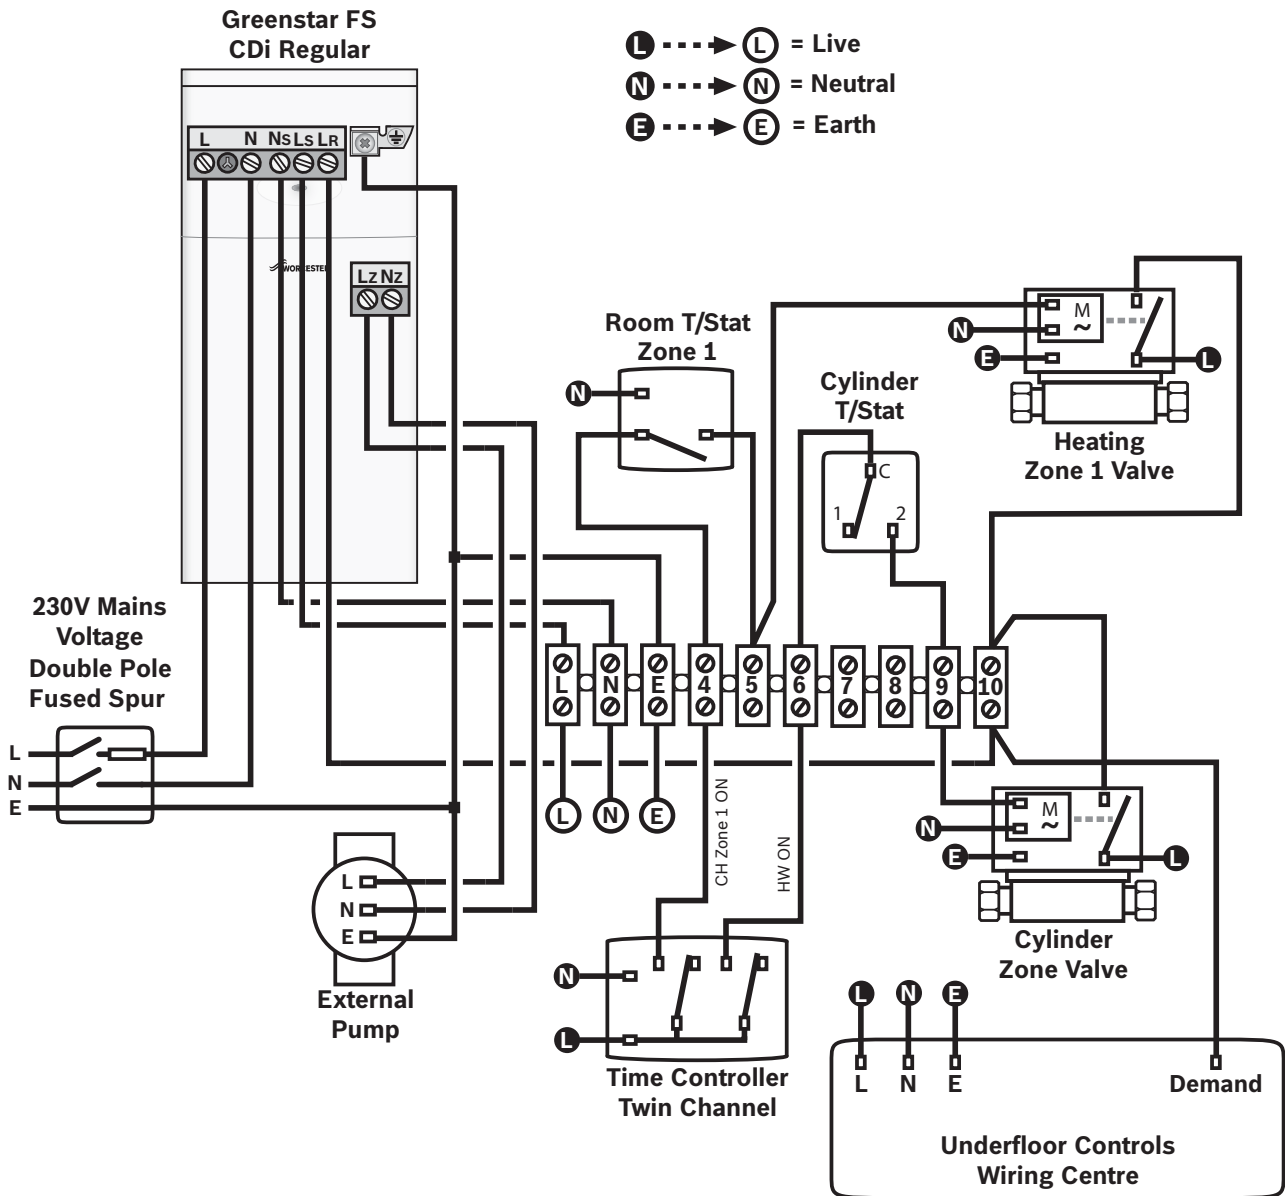 Greenstar FS
CDi Regular
L = Live
N = Neutral
E = Earth
L L
N N
E E
L N NS LS LR
WORCESTER
LZ NZ
Room T/Stat
Zone 1
N
Cylinder
T/Stat
C
1 2
M
~
N
E
L
Heating
Zone 1 Valve
230V Mains
Voltage
Double Pole
Fused Spur
L
N
E
L N E 4 5 6 7 8 9 10
L N E
CH Zone 1 ON
HW ON
M
~
N
E
L
Cylinder
Zone Valve
L
N
E
External
Pump
N
L
Time Controller
Twin Channel
L N E
L N E Demand
Underfloor Controls
Wiring Centre